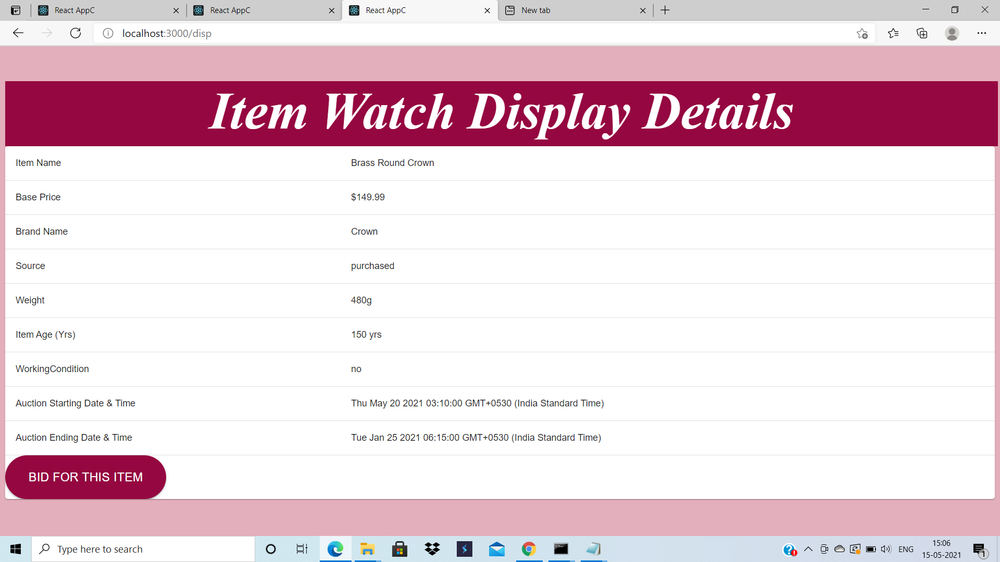 React AppC
React AppC
React AppC
New tab
localhost:3000/disp
Item Watch Display Details
Item Name Brass Round Crown
Base Price $149.99
Brand Name Crown
Source purchased
Weight 480g
Item Age (Yrs) 150 yrs
WorkingCondition no
Auction Starting Date & Time Thu May 20 2021 03:10:00 GMT+0530 (India Standard Time)
Auction Ending Date & Time Tue Jan 25 2021 06:15:00 GMT+0530 (India Standard Time)
BID FOR THIS ITEM
Type here to search
ENG
15:06
15-05-2021
1